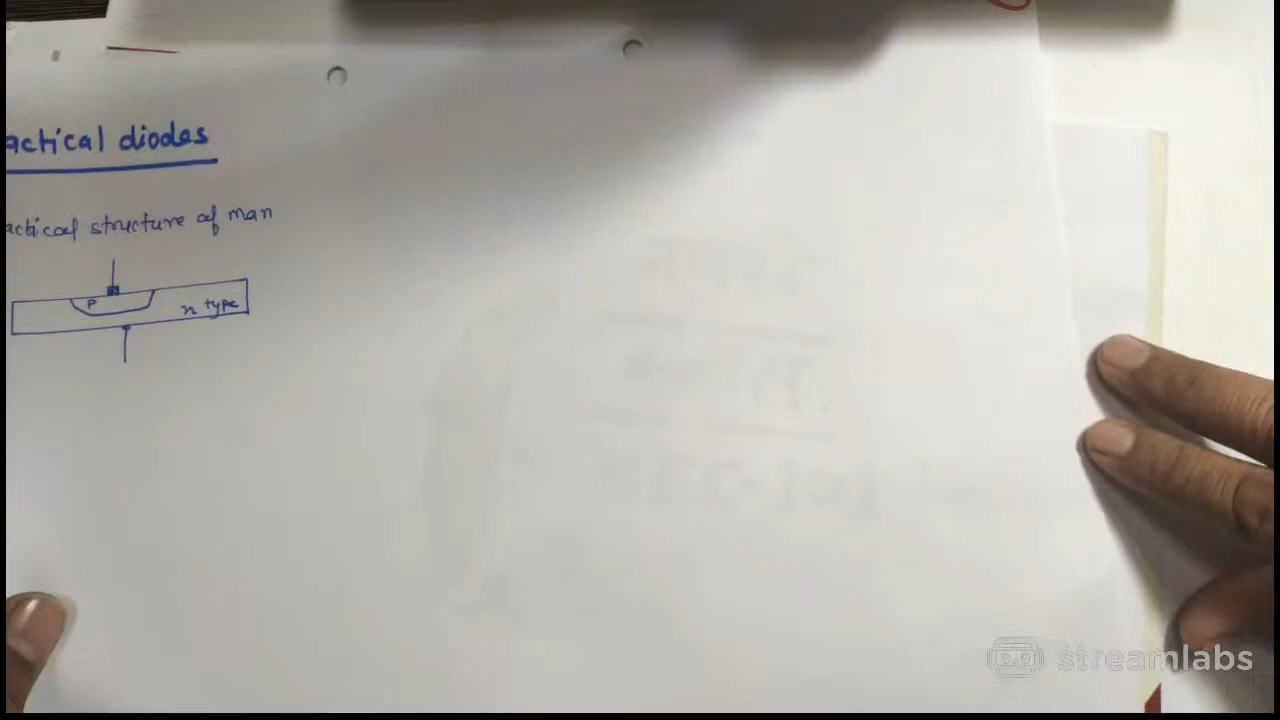 actical diodes
actical structure of man
P
n type
streamlabs